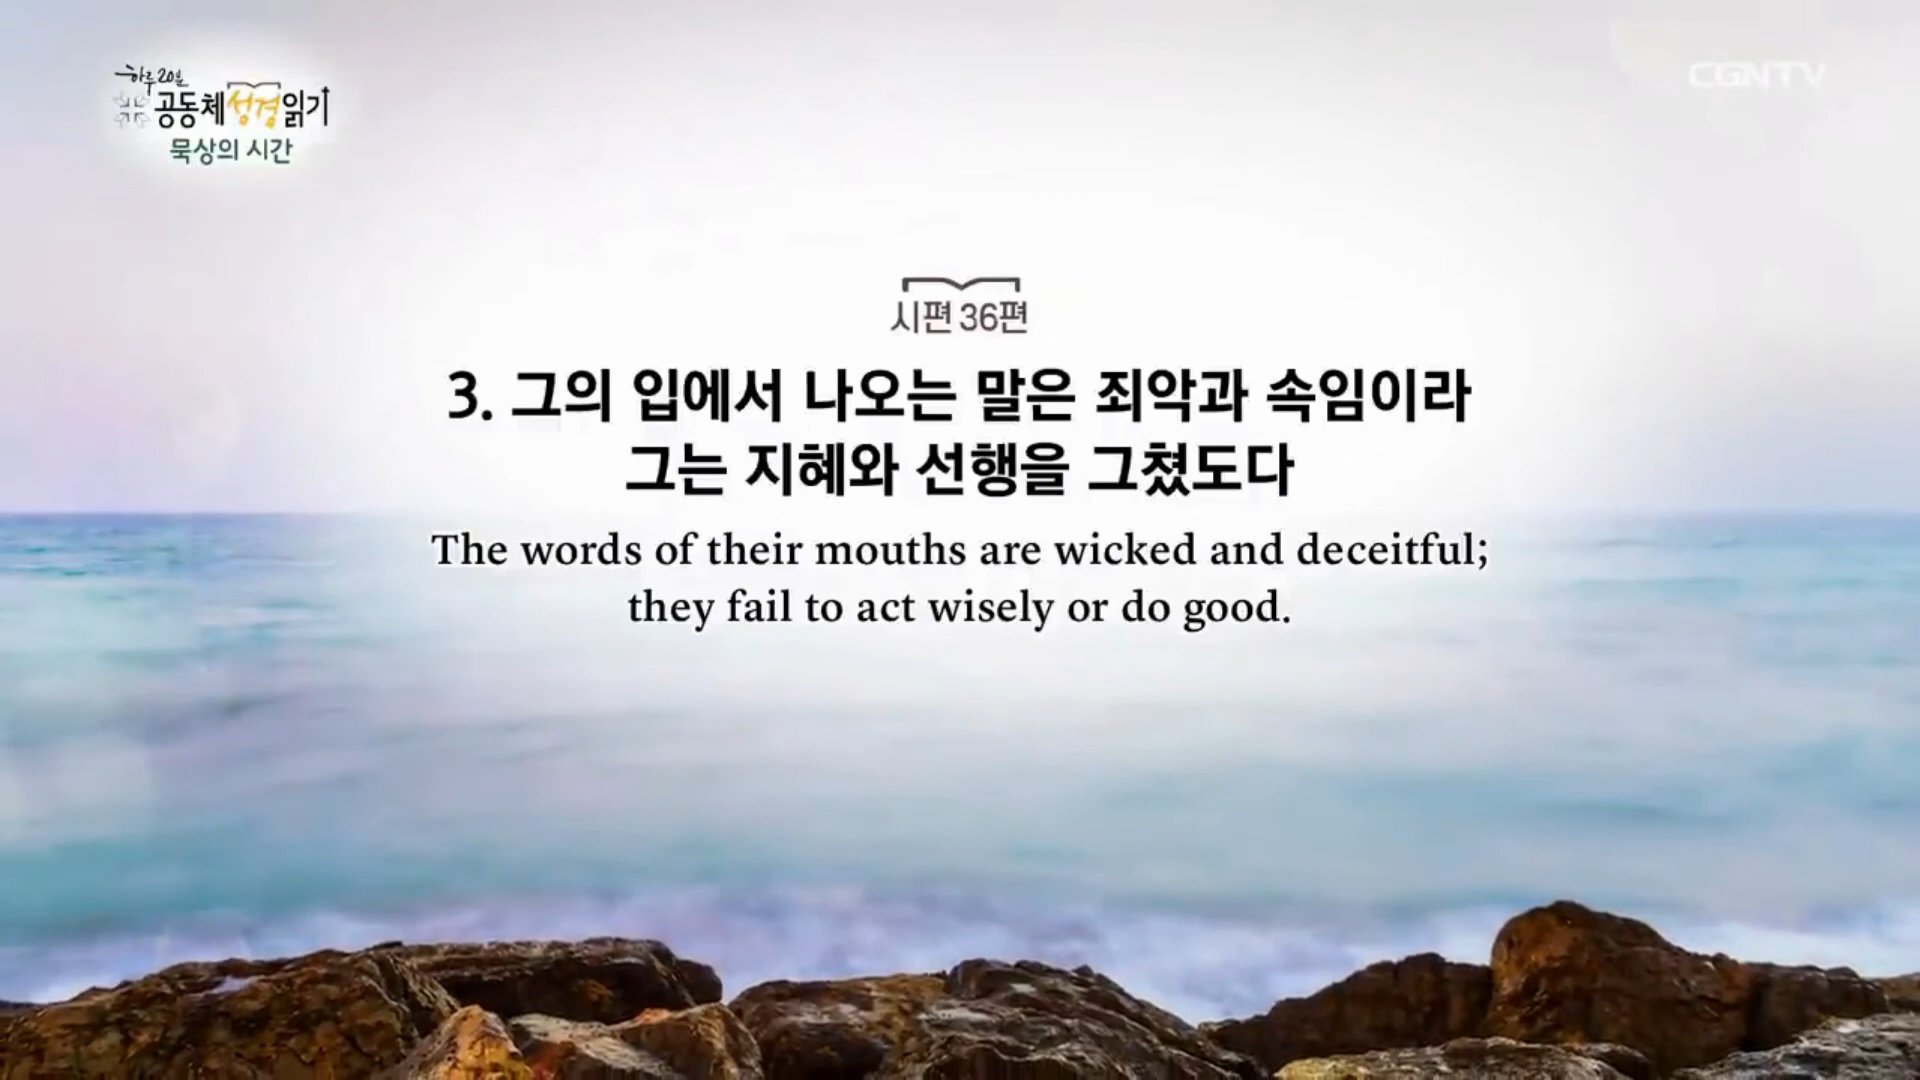 하루 20분
공동체성경읽기
묵상의 시간
CGNTV
시편 36편
3. 그의 입에서 나오는 말은 죄악과 속임이라
그는 지혜와 선행을 그쳤도다
The words of their mouths are wicked and deceitful;
they fail to act wisely or do good.